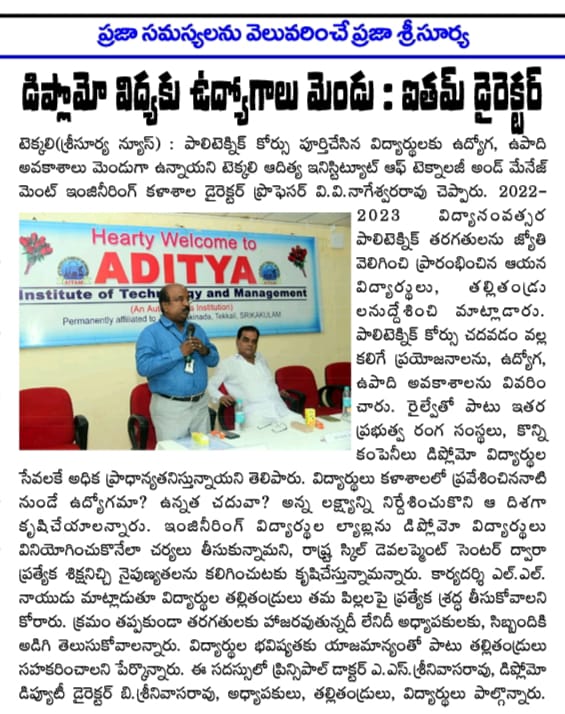 ప్రజా సమస్యలను వెలువరించే ప్రజా శ్రీసూర్య
డిప్లొమో విద్యకు ఉద్యోగాలు మెండు : ఐతమ్ డైరెక్టర్
టెక్కలి(శ్రీసూర్య న్యూస్) : పాలిటెక్నిక్ కోర్సు పూర్తిచేసిన విద్యార్థులకు ఉద్యోగ, ఉపాధి
అవకాశాలు మెండుగా ఉన్నాయని టెక్కలి ఆదిత్య ఇనిస్టిట్యూట్ ఆఫ్ టెక్నాలజీ అండ్ మేనేజ్
మెంట్ ఇంజినీరింగ్ కళాశాల డైరెక్టర్ ప్రొఫెసర్ వి.వి.నాగేశ్వరరావు చెప్పారు. 2022-
2023 విద్యానంవత్సర
పాలిటెక్నిక్ తరగతులను జ్యోతి
వెలిగించి ప్రారంభించిన ఆయన
విద్యార్థులు, తల్లితండ్రు
లనుద్దేశించి మాట్లాడారు.
పాలిటెక్నిక్ కోర్సు చదవడం వల్ల
కలిగే ప్రయోజనాలను, ఉద్యోగ,
ఉపాధి అవకాశాలను వివరిం
చారు. రైల్వేతో పాటు ఇతర
ప్రభుత్వ రంగ సంస్థలు, కొన్ని
కంపెనీలు డిప్లొమో విద్యార్థుల
Hearty Welcome to
ADITYA
AITAM
AITAM
Institute of Technology and Management
(An Autonomous Institution)
Permanently affiliated to Kakinada, Tekkali, SRIKAKULAM
సేవలకే అధిక ప్రాధాన్యతనిస్తున్నాయని తెలిపారు. విద్యార్థులు కళాశాలలో ప్రవేశించిననాటి
నుండే ఉద్యోగమా? ఉన్నత చదువా? అన్న లక్ష్యాన్ని నిర్దేశించుకొని ఆ దిశగా
కృషిచేయాలన్నారు. ఇంజినీరింగ్ విద్యార్థుల ల్యాబ్లను డిప్లొమో విద్యార్థులు
వినియోగించుకొనేలా చర్యలు తీసుకున్నామని, రాష్ట్ర స్కిల్ డెవలప్మెంట్ సెంటర్ ద్వారా
ప్రత్యేక శిక్షనిచ్చి నైపుణ్యతలను కలిగించుటకు కృషిచేస్తున్నామన్నారు. కార్యదర్శి ఎల్.ఎల్.
నాయుడు మాట్లాడుతూ విద్యార్థుల తల్లితండ్రులు తమ పిల్లలపై ప్రత్యేక శ్రద్ధ తీసుకోవాలని
కోరారు. క్రమం తప్పకుండా తరగతులకు హాజరవుతున్నదీ లేనిదీ అధ్యాపకులకు, సిబ్బందికి
అడిగి తెలుసుకోవాలన్నారు. విద్యార్థుల భవిష్యతకు యాజమాన్యంతో పాటు తల్లితండ్రులు
సహకరించాలని పేర్కొన్నారు. ఈ సదస్సులో ప్రిన్సిపాల్ డాక్టర్ ఎ.ఎస్.శ్రీనివాసరావు, డిప్లొమో
డిప్యూటీ డైరెక్టర్ బి.శ్రీనివాసరావు, అధ్యాపకులు, తల్లితండ్రులు, విద్యార్థులు పాల్గొన్నారు.